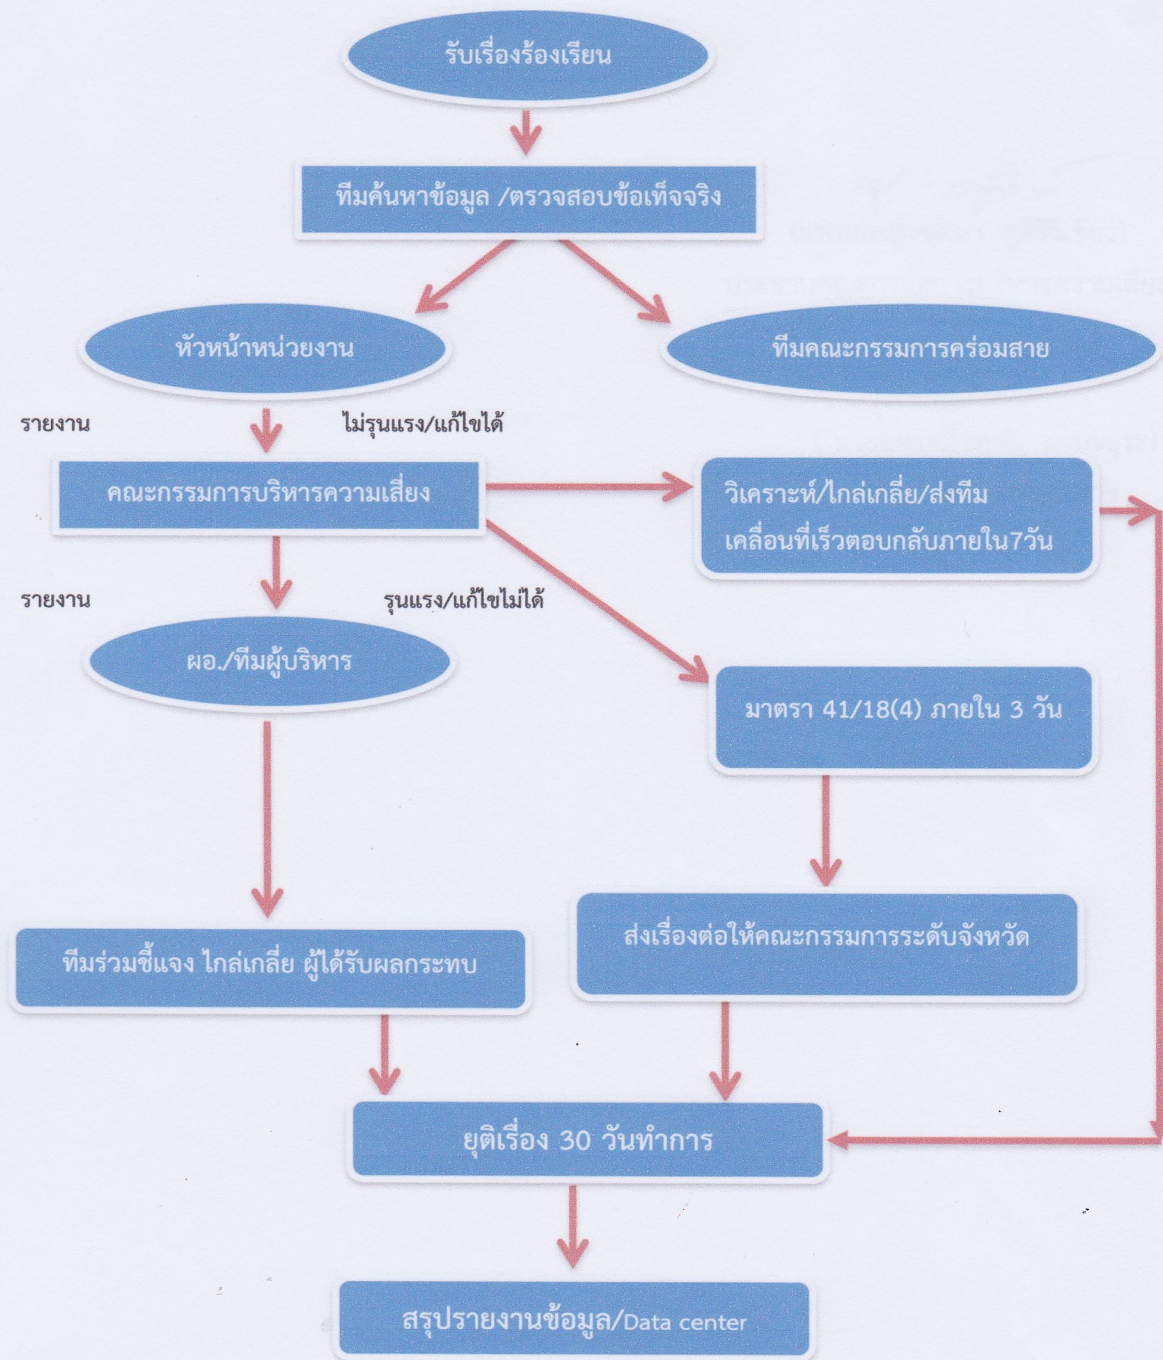 รับเรื่องร้องเรียน
ทีมค้นหาข้อมูล /ตรวจสอบข้อเท็จจริง
หัวหน้าหน่วยงาน
ทีมคณะกรรมการคร่อมสาย
รายงาน
ไม่รุนแรง/แก้ไขได้
คณะกรรมการบริหารความเสี่ยง
วิเคราะห์/ไกล่เกลี่ย/ส่งทีม
เคลื่อนที่เร็วตอบกลับภายใน7วัน
รายงาน
รุนแรง/แก้ไขไม่ได้
ผอ./ทีมผู้บริหาร
มาตรา 41/18(4) ภายใน 3 วัน
ส่งเรื่องต่อให้คณะกรรมการระดับจังหวัด
ทีมร่วมชี้แจง ไกล่เกลี่ย ผู้ได้รับผลกระทบ
ยุติเรื่อง 30 วันทำการ
สรุปรายงานข้อมูล/Data center